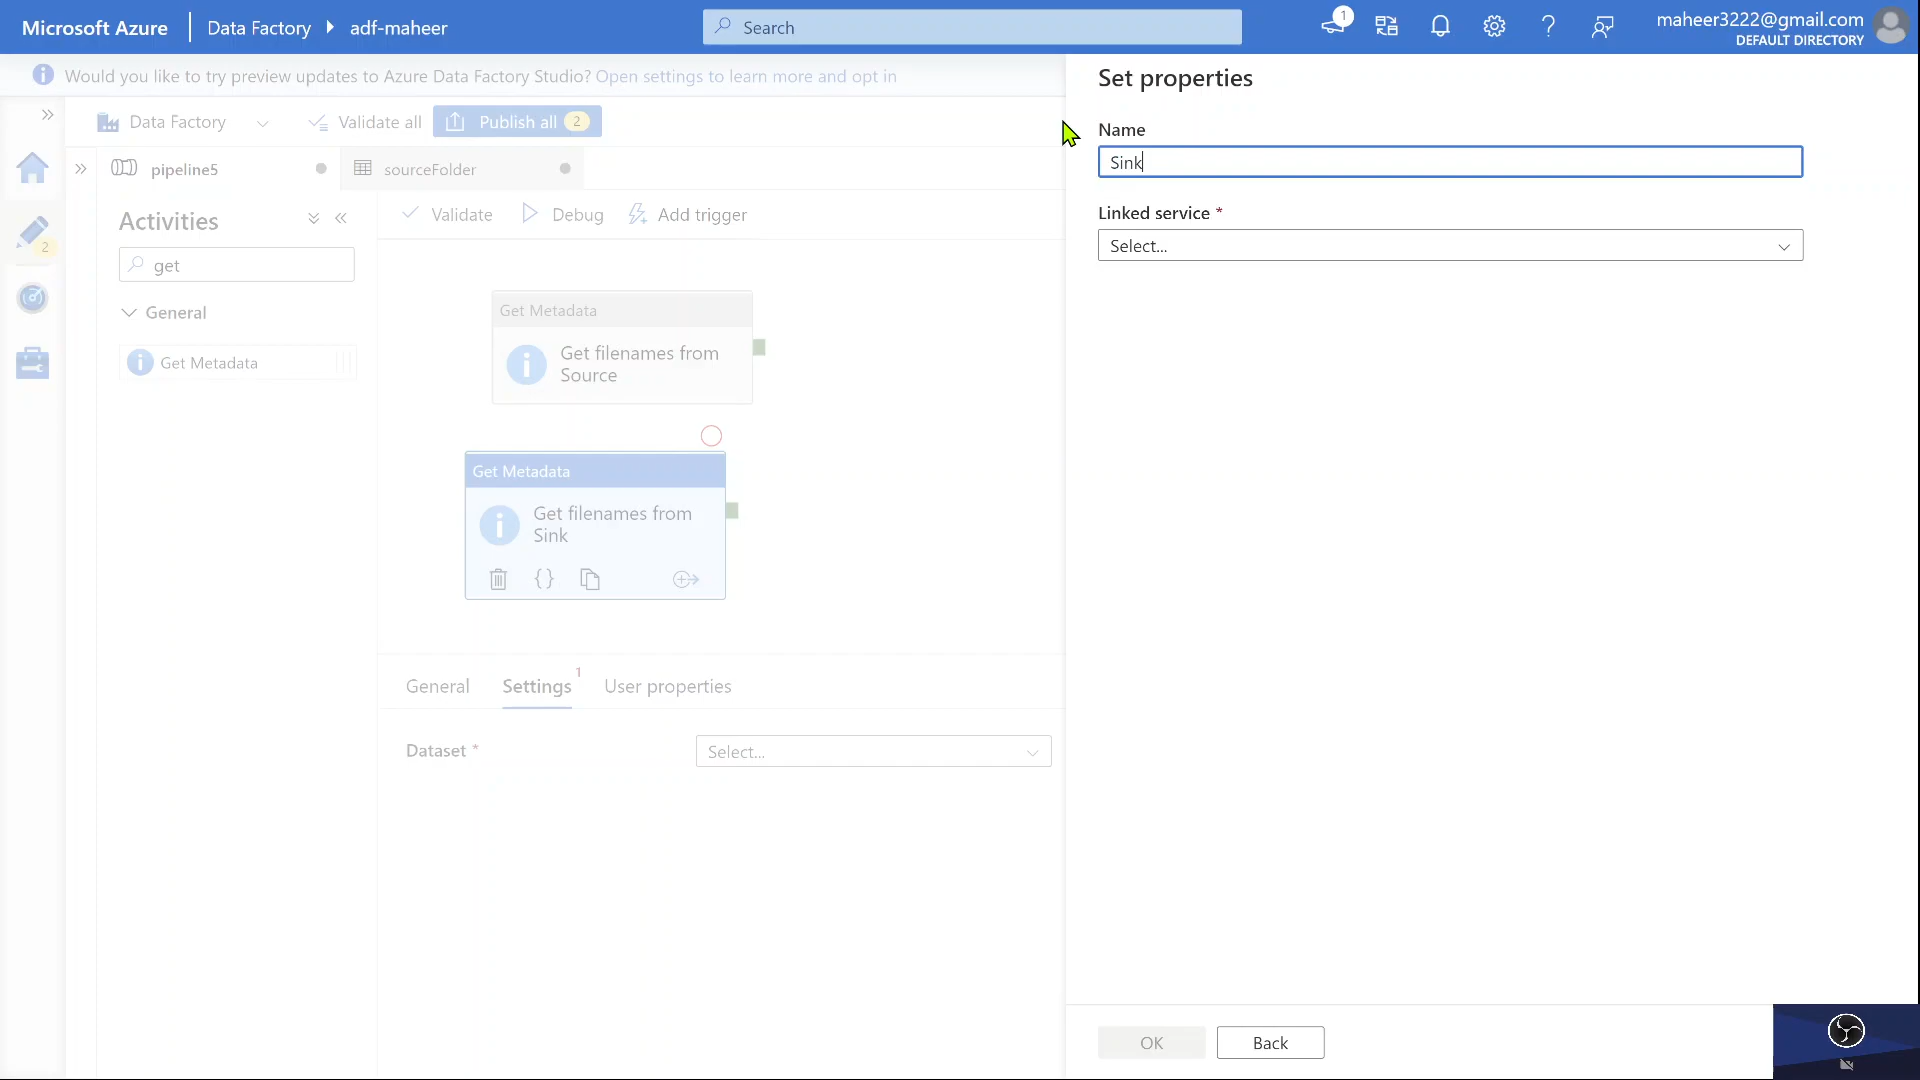 Microsoft Azure
Data Factory
adf-maheer
Search
1
maheer3222@gmail.com
DEFAULT DIRECTORY
Would you like to try preview updates to Azure Data Factory Studio? Open settings to learn more and opt in
Data Factory
Validate all
Publish all
2
pipeline5
sourceFolder
2
Activities
get
General
Get Metadata
Validate
Debug
Add trigger
Get Metadata
Get filenames from
Source
Get Metadata
Get filenames from
Sink
General
Settings
1
User properties
Dataset *
Select...
Set properties
Name
Sink
Linked service *
Select...
OK
Back